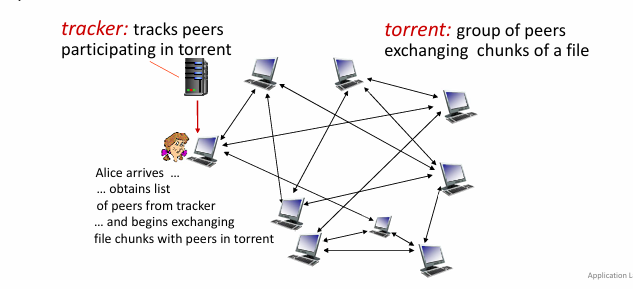 tracker: tracks peers
participating in torrent
torrent: group of peers
exchanging chunks of a file
Alice arrives …
… obtains list
of peers from tracker
… and begins exchanging
file chunks with peers in torrent
Application L